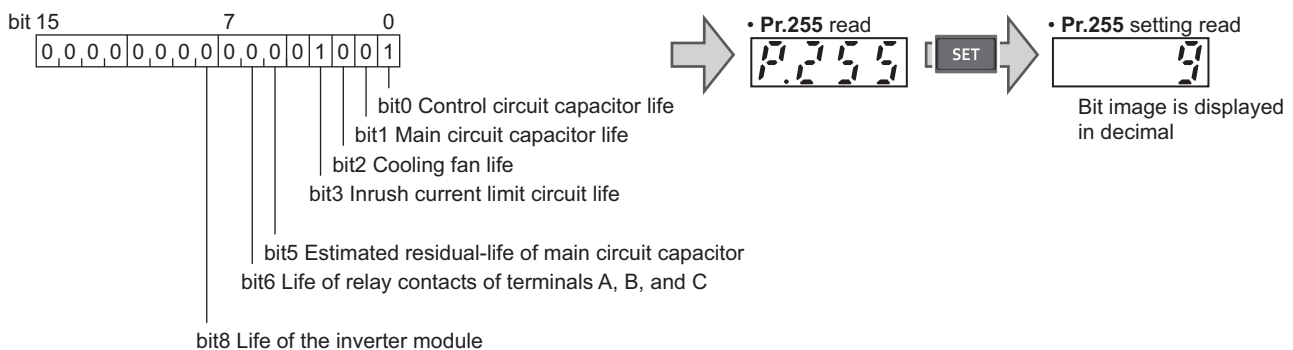 bit 15 7 0
0 0 0 0 0 0 0 0 0 0 0 0 1 0 0 1
bit0 Control circuit capacitor life
bit1 Main circuit capacitor life
bit2 Cooling fan life
bit3 Inrush current limit circuit life
bit5 Estimated residual-life of main circuit capacitor
bit6 Life of relay contacts of terminals A, B, and C
bit8 Life of the inverter module
• Pr.255 read
P.255
SET
• Pr.255 setting read
9
Bit image is displayed
in decimal